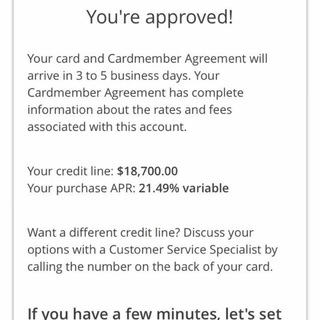 You're approved!
Your card and Cardmember Agreement will
arrive in 3 to 5 business days. Your
Cardmember Agreement has complete
information about the rates and fees
associated with this account.
Your credit line: $18,700.00
Your purchase APR: 21.49% variable
Want a different credit line? Discuss your
options with a Customer Service Specialist by
calling the number on the back of your card.
If you have a few minutes, let's set